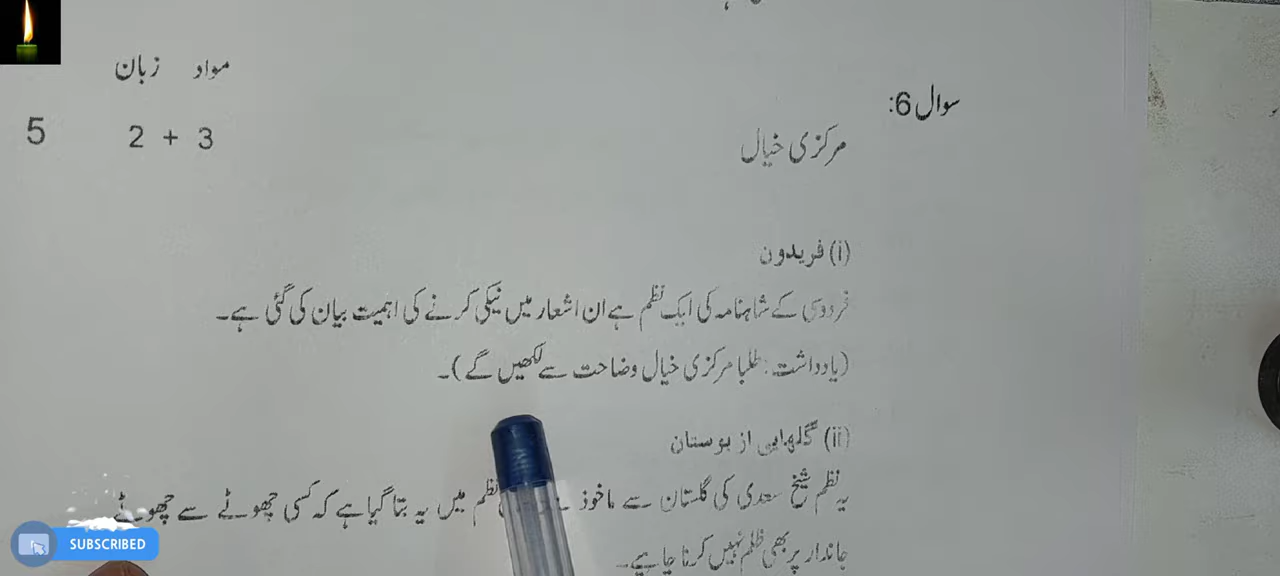 سوال 6:
مواد زبان
5 2 + 3
مرکزی خیال
(i) فریدون
فردوسی کے شاہنامہ کی ایک نظم ہے ان اشعار میں نیکی کرنے کی اہمیت بیان کی گئی ہے۔
(یادداشت: طلبا مرکزی خیال وضاحت سے لکھیں گے)۔
(ii) گلهایی از بوستان
یہ نظم شیخ سعدی کی گلستان سے ماخوذ نظم میں یہ بتا گیا ہے کہ کسی چھوٹے سے چھوٹے
جاندار پر بھی ظلم نہیں کرنا چاہیے۔
SUBSCRIBED